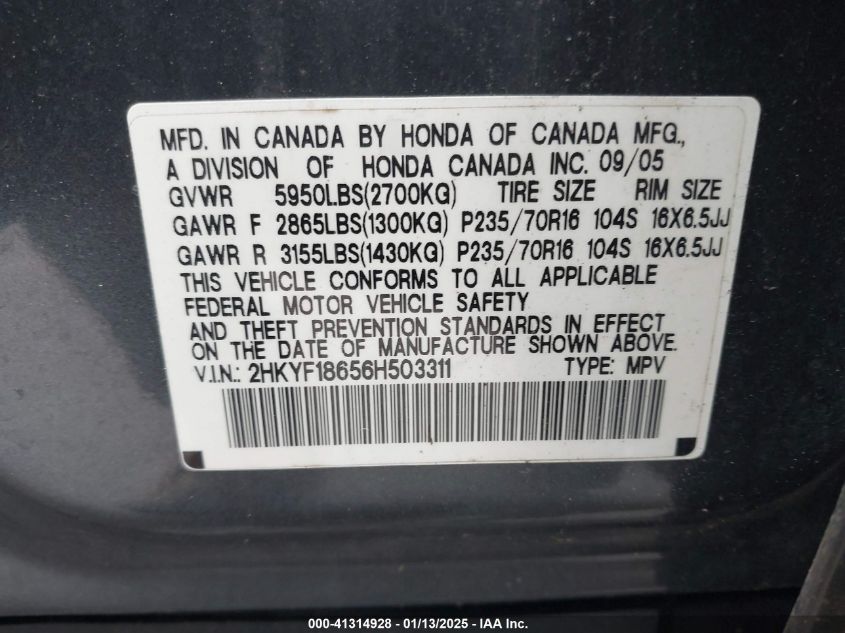 MFD. IN CANADA BY HONDA OF CANADA MFG.,
A DIVISION OF HONDA CANADA INC. 09/05
GVWR 5950LBS(2700KG) TIRE SIZE RIM SIZE
GAWR F 2865LBS(1300KG) P235/70R16 104S 16X6.5JJ
GAWR R 3155LBS(1430KG) P235/70R16 104S 16X6.5JJ
THIS VEHICLE CONFORMS TO ALL APPLICABLE
FEDERAL MOTOR VEHICLE SAFETY
AND THEFT PREVENTION STANDARDS IN EFFECT
ON THE DATE OF MANUFACTURE SHOWN ABOVE.
V.I.N.: 2HKYF18656H503311 TYPE: MPV
000-41314928 - 01/13/2025 - IAA Inc.